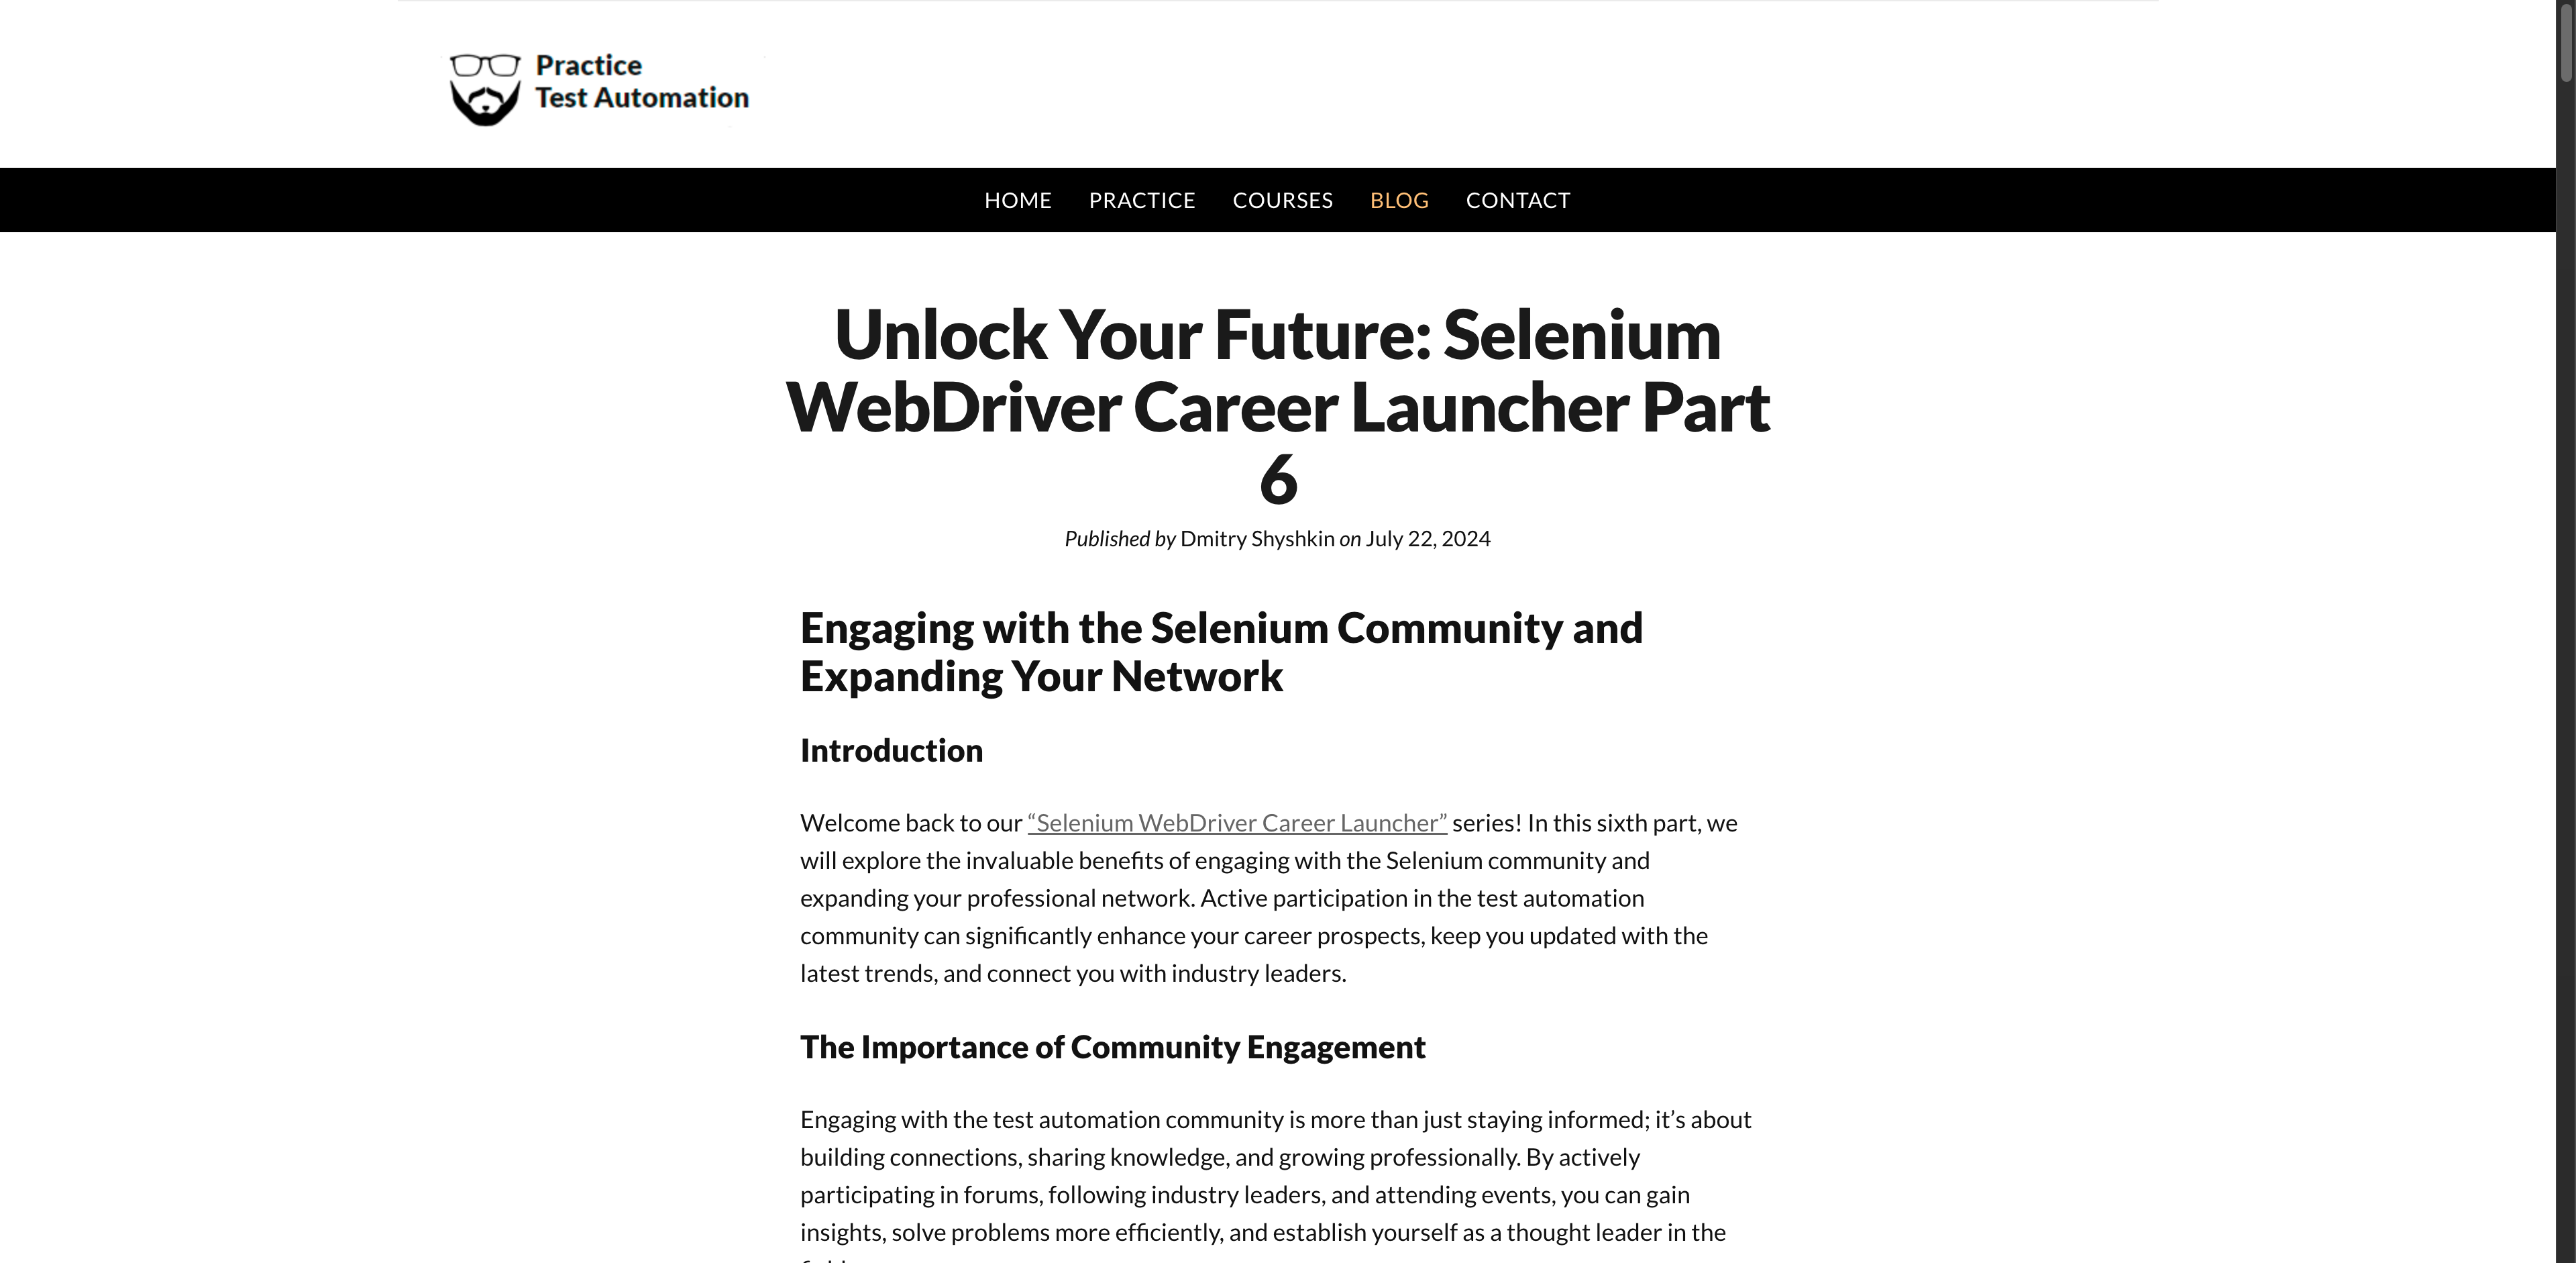 Practice
Test Automation
HOME PRACTICE COURSES BLOG CONTACT
Unlock Your Future: Selenium
WebDriver Career Launcher Part
6
Published by Dmitry Shyshkin on July 22, 2024
Engaging with the Selenium Community and
Expanding Your Network
Introduction
Welcome back to our “Selenium WebDriver Career Launcher” series! In this sixth part, we
will explore the invaluable benefits of engaging with the Selenium community and
expanding your professional network. Active participation in the test automation
community can significantly enhance your career prospects, keep you updated with the
latest trends, and connect you with industry leaders.
The Importance of Community Engagement
Engaging with the test automation community is more than just staying informed; it’s about
building connections, sharing knowledge, and growing professionally. By actively
participating in forums, following industry leaders, and attending events, you can gain
insights, solve problems more efficiently, and establish yourself as a thought leader in the